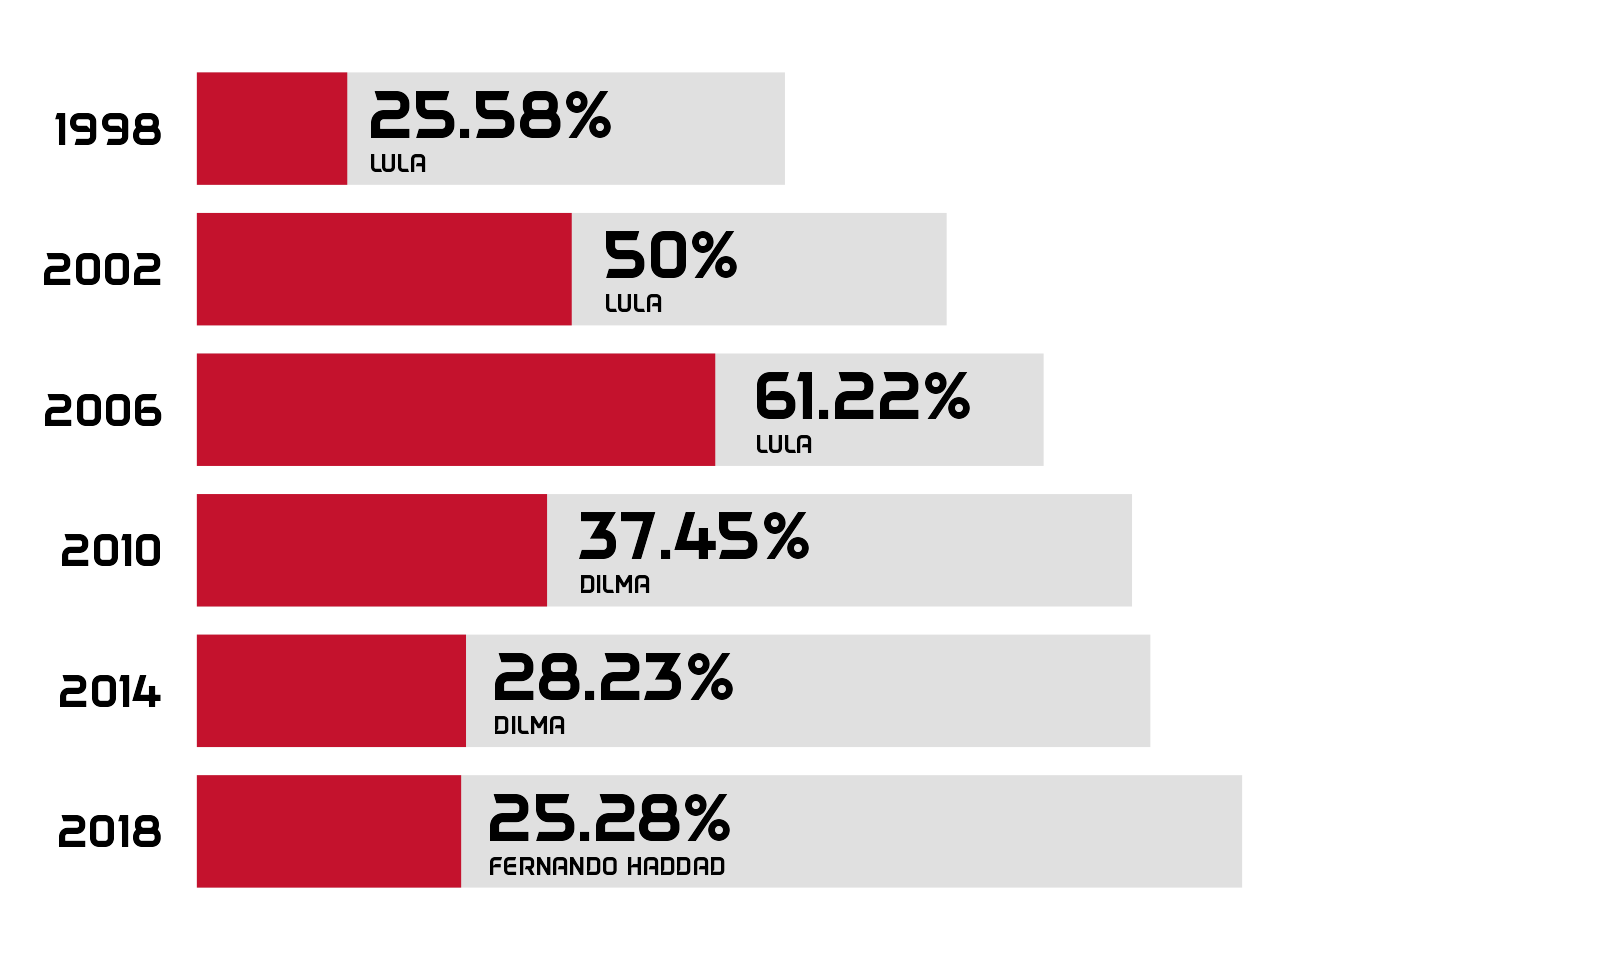 1998
25.58%
LULA
2002
50%
LULA
2006
61.22%
LULA
2010
37.45%
DILMA
2014
28.23%
DILMA
2018
25.28%
FERNANDO HADDAD